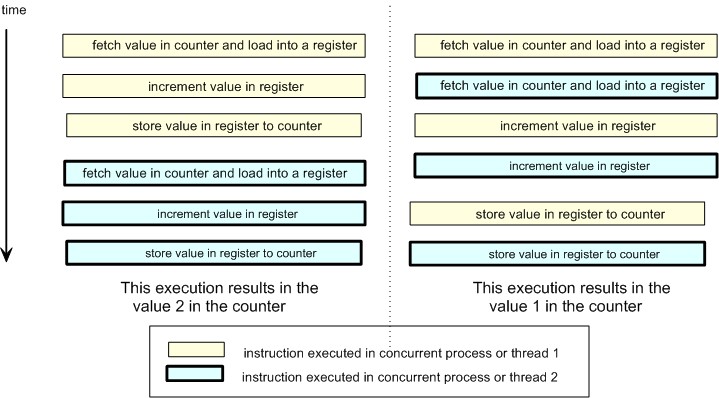 time
fetch value in counter and load into a register
increment value in register
store value in register to counter
fetch value in counter and load into a register
increment value in register
store value in register to counter
This execution results in the
value 2 in the counter
fetch value in counter and load into a register
fetch value in counter and load into a register
increment value in register
increment value in register
store value in register to counter
store value in register to counter
This execution results in the
value 1 in the counter
instruction executed in concurrent process or thread 1
instruction executed in concurrent process or thread 2